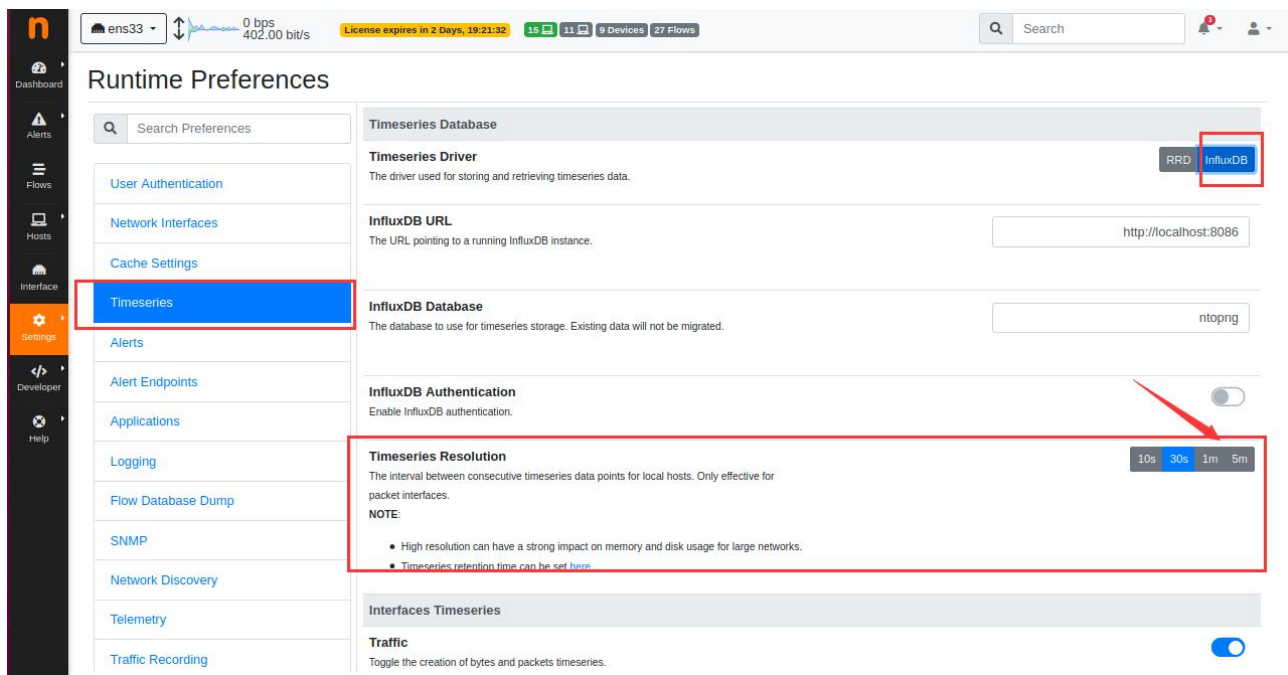 n
ens33
0 bps
402.00 bit/s
License expires in 2 Days, 19:21:32
15
11
9 Devices
27 Flows
Search
3
Dashboard
Alerts
Flows
Hosts
Interface
Settings
</>
Developer
Help
Runtime Preferences
Search Preferences
User Authentication
Network Interfaces
Cache Settings
Timeseries
Alerts
Alert Endpoints
Applications
Logging
Flow Database Dump
SNMP
Network Discovery
Telemetry
Traffic Recording
Timeseries Database
Timeseries Driver
RRD InfluxDB
The driver used for storing and retrieving timeseries data.
InfluxDB URL
http://localhost:8086
The URL pointing to a running InfluxDB instance.
InfluxDB Database
ntopng
The database to use for timeseries storage. Existing data will not be migrated.
InfluxDB Authentication
Enable InfluxDB authentication.
Timeseries Resolution
10s 30s 1m 5m
The interval between consecutive timeseries data points for local hosts. Only effective for
packet interfaces.
NOTE:
• High resolution can have a strong impact on memory and disk usage for large networks.
• Timeseries retention time can be set here
Interfaces Timeseries
Traffic
Toggle the creation of bytes and packets timeseries.